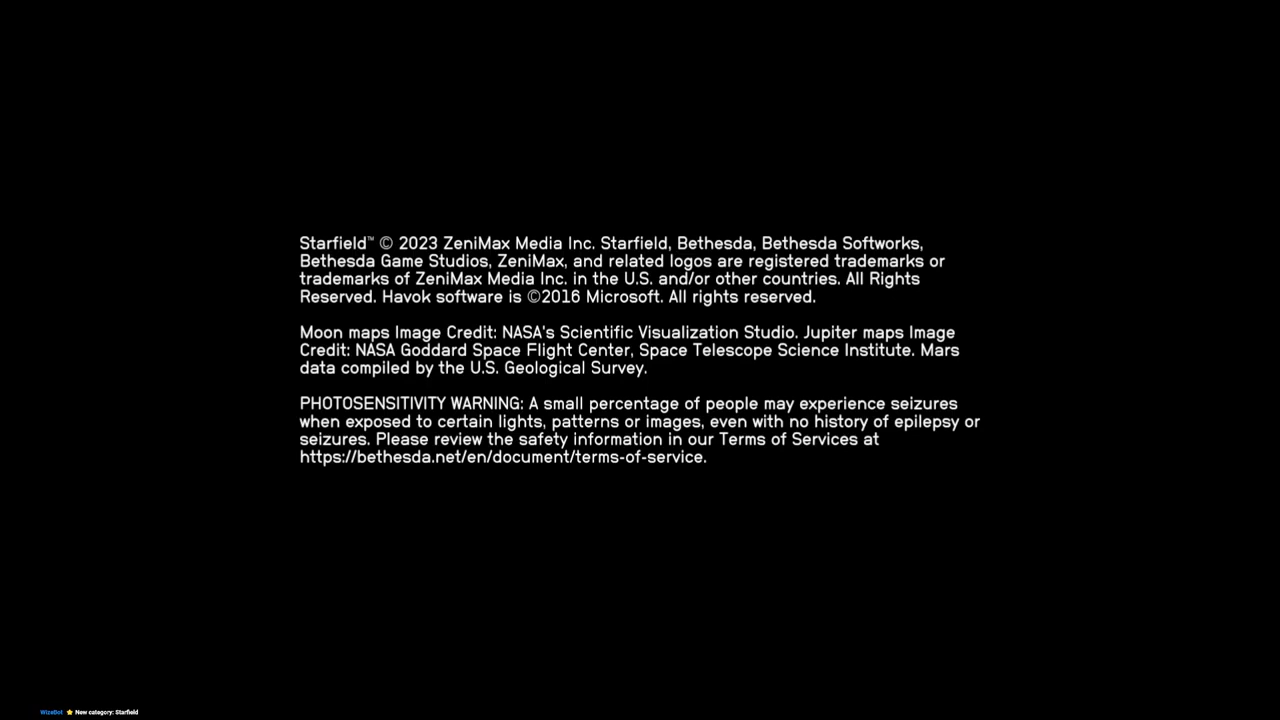 Starfield™ © 2023 ZeniMax Media Inc. Starfield, Bethesda, Bethesda Softworks,
Bethesda Game Studios, ZeniMax, and related logos are registered trademarks or
trademarks of ZeniMax Media Inc. in the U.S. and/or other countries. All Rights
Reserved. Havok software is ©2016 Microsoft. All rights reserved.
Moon maps Image Credit: NASA's Scientific Visualization Studio. Jupiter maps Image
Credit: NASA Goddard Space Flight Center, Space Telescope Science Institute. Mars
data compiled by the U.S. Geological Survey.
PHOTOSENSITIVITY WARNING: A small percentage of people may experience seizures
when exposed to certain lights, patterns or images, even with no history of epilepsy or
seizures. Please review the safety information in our Terms of Services at
https://bethesda.net/en/document/terms-of-service.
WizeBot ⭐ New category: Starfield